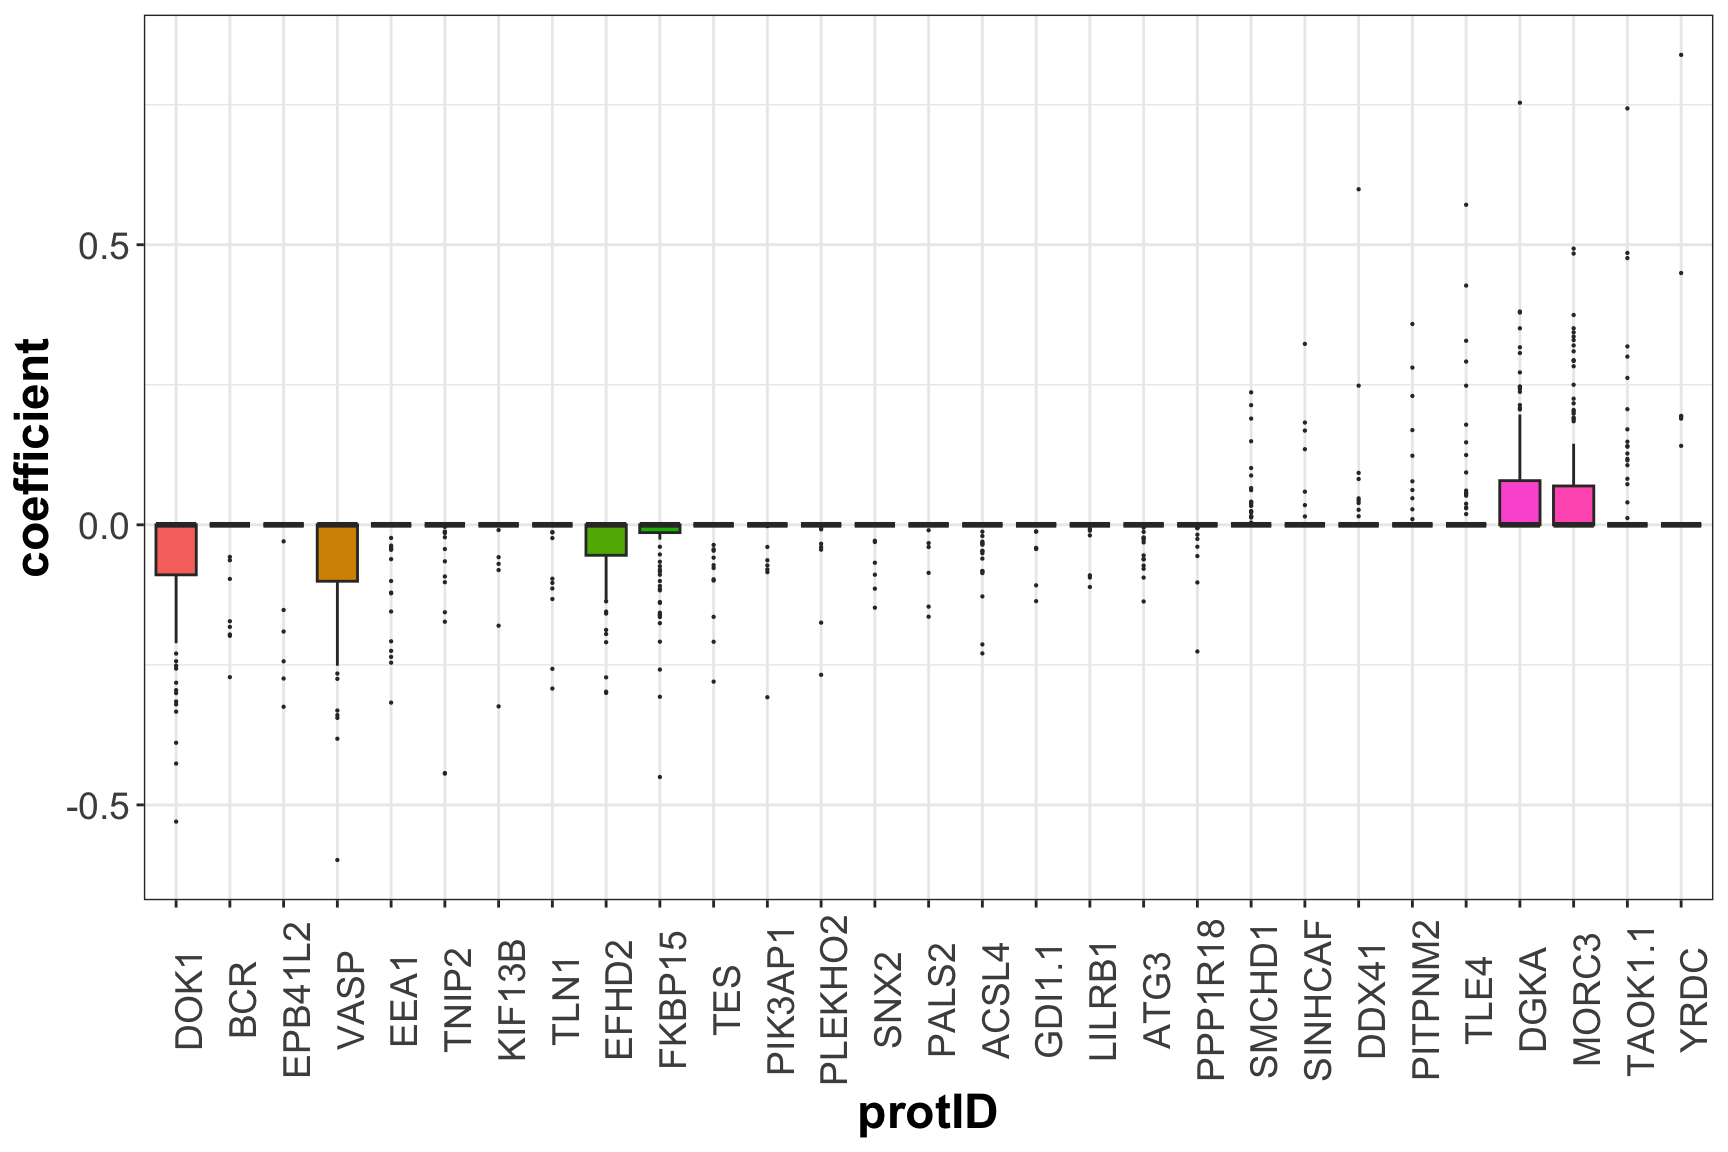 coefficient
0.5
0.0
-0.5
DOK1
BCR
EPB41L2
VASP
EEA1
TNIP2
KIF13B
TLN1
EFHD2
FKBP15
TES
PIK3AP1
PLEKHO2
SNX2
PALS2
ACSL4
GDI1.1
LILRB1
ATG3
PPP1R18
SMCHD1
SINHCAF
DDX41
PITPNM2
TLE4
DGKA
MORC3
TAOK1.1
YRDC
protID